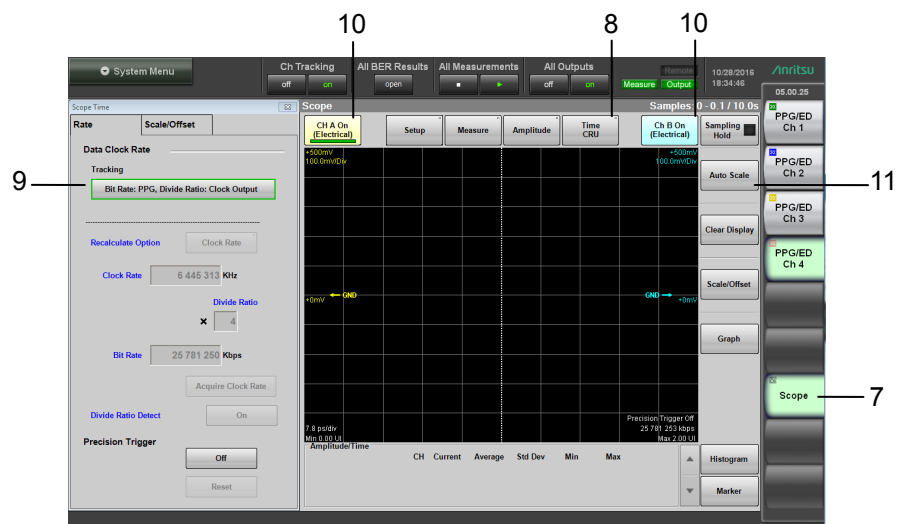 10
8
10
System Menu
Ch Tracking
off on
All BER Results
open
All Measurements
All Outputs
off on
Remote
Measure Output
10/28/2016
18:34:46
Anritsu
05.00.25
Scope Time
Rate
Scale/Offset
Data Clock Rate
Tracking
Bit Rate: PPG, Divide Ratio: Clock Output
9
Recalculate Option
Clock Rate
Clock Rate
6 445 313 KHz
Divide Ratio
× 4
Bit Rate
25 781 250 Kbps
Acquire Clock Rate
Divide Ratio Detect
On
Precision Trigger
Off
Reset
Scope
Samples: 0 - 0.1 / 10.0s
CH A On
(Electrical)
Setup
Measure
Amplitude
Time
CRU
Ch B On
(Electrical)
Sampling
Hold
+500mV
100.0mV/Div
+500mV
100.0mV/Div
+0mV
GND
GND
+0mV
7.8 ps/div
Min 0.00 UI
Precision Trigger Off
25 781 253 kbps
Max 2.00 UI
Amplitude/Time
CH Current Average Std Dev Min Max
Auto Scale
11
Clear Display
Scale/Offset
Graph
Histogram
Marker
PPG/ED
Ch 1
PPG/ED
Ch 2
PPG/ED
Ch 3
PPG/ED
Ch 4
Scope
7